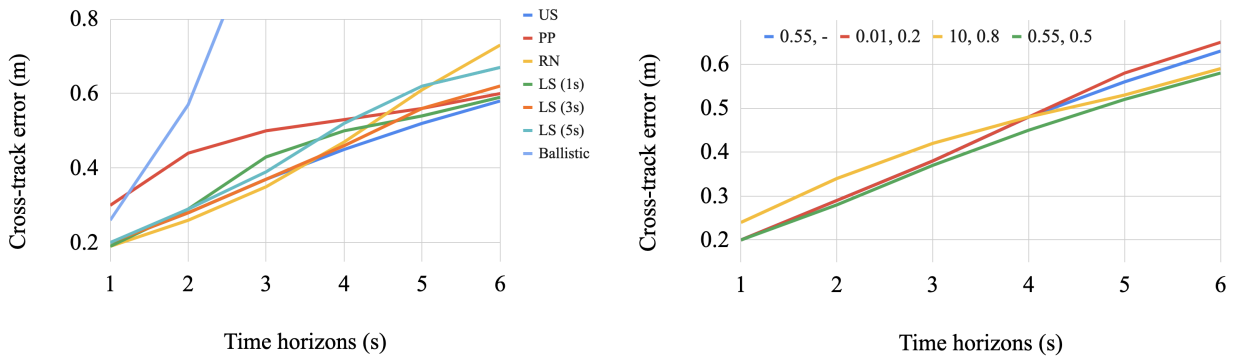 Cross-track error (m)
0.8
0.6
0.4
0.2
1 2 3 4 5 6
Time horizons (s)
US
PP
RN
LS (1s)
LS (3s)
LS (5s)
Ballistic
Cross-track error (m)
0.55, - 0.01, 0.2 10, 0.8 0.55, 0.5
0.6
0.5
0.4
0.3
0.2
1 2 3 4 5 6
Time horizons (s)